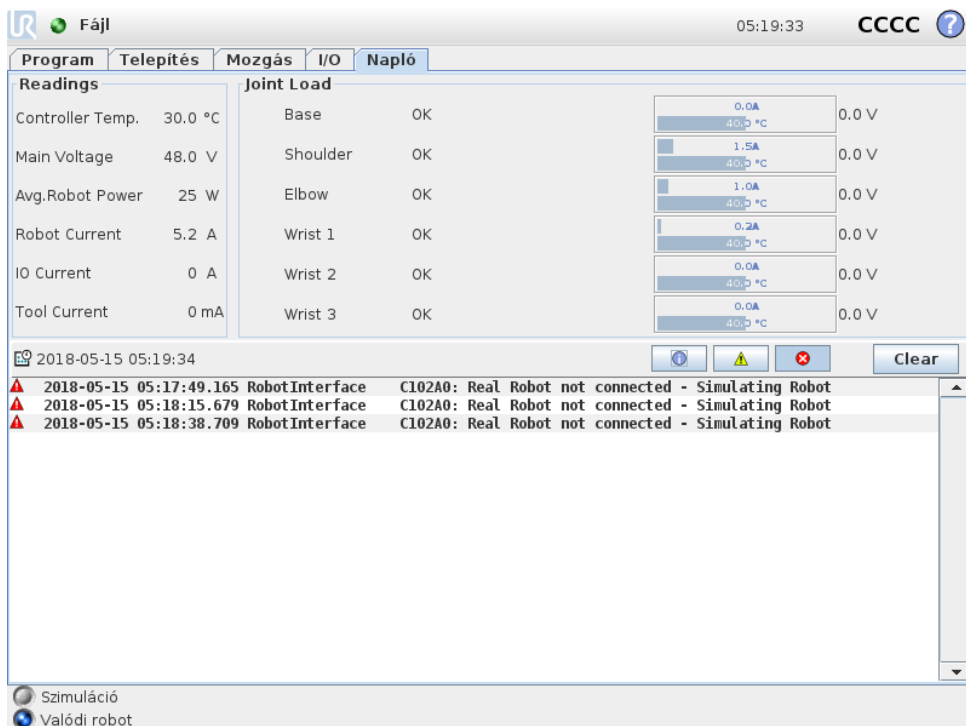 UR Fájl 05:19:33 CCCC ?
Program Telepítés Mozgás I/O Napló
Readings Joint Load
Controller Temp. 30.0 °C
Main Voltage 48.0 V
Avg.Robot Power 25 W
Robot Current 5.2 A
IO Current 0 A
Tool Current 0 mA
Base OK 0.0A 40.0 °C 0.0 V
Shoulder OK 1.5A 40.0 °C 0.0 V
Elbow OK 1.0A 40.0 °C 0.0 V
Wrist 1 OK 0.2A 40.0 °C 0.0 V
Wrist 2 OK 0.0A 40.0 °C 0.0 V
Wrist 3 OK 0.0A 40.0 °C 0.0 V
2018-05-15 05:19:34 Clear
2018-05-15 05:17:49.165 RobotInterface C102A0: Real Robot not connected - Simulating Robot
2018-05-15 05:18:15.679 RobotInterface C102A0: Real Robot not connected - Simulating Robot
2018-05-15 05:18:38.709 RobotInterface C102A0: Real Robot not connected - Simulating Robot
Szimuláció
Valódi robot